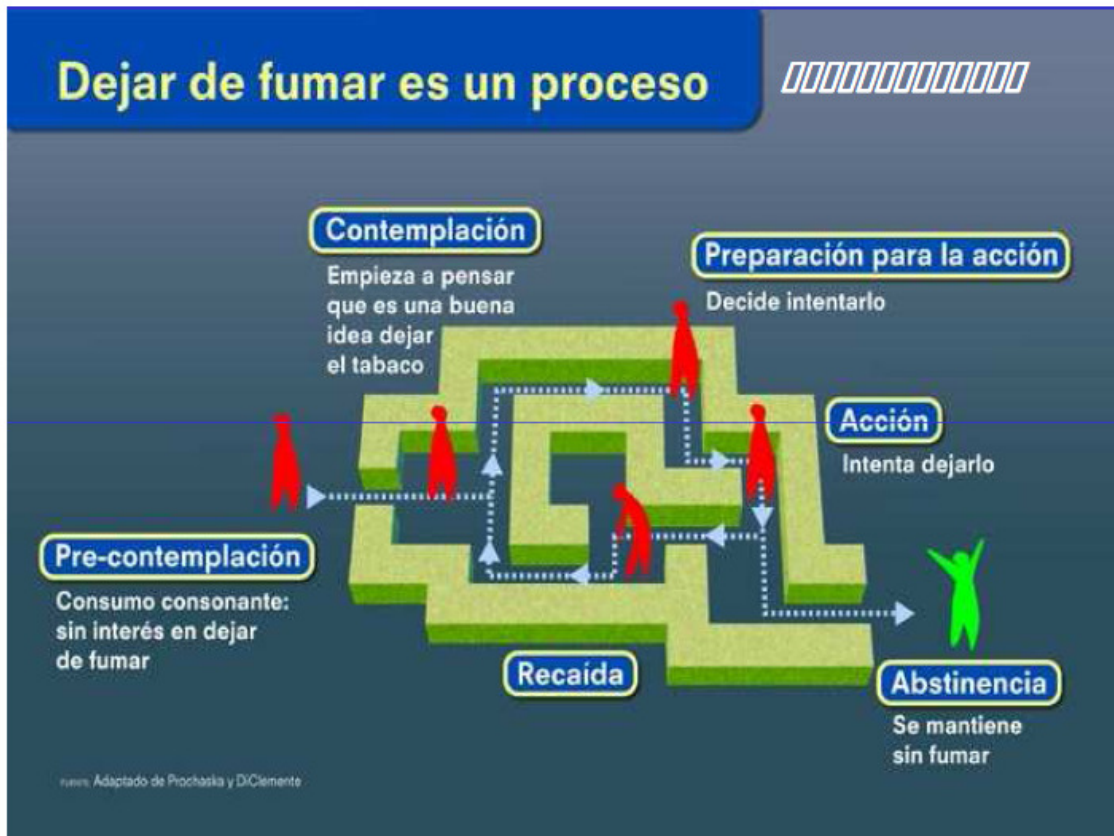 Dejar de fumar es un proceso
Contemplación
Empieza a pensar
que es una buena
idea dejar
el tabaco
Preparación para la acción
Decide intentarlo
Acción
Intenta dejarlo
Pre-contemplación
Consumo consonante:
sin interés en dejar
de fumar
Recaída
Abstinencia
Se mantiene
sin fumar
Adaptado de Prochaska y DiClemente